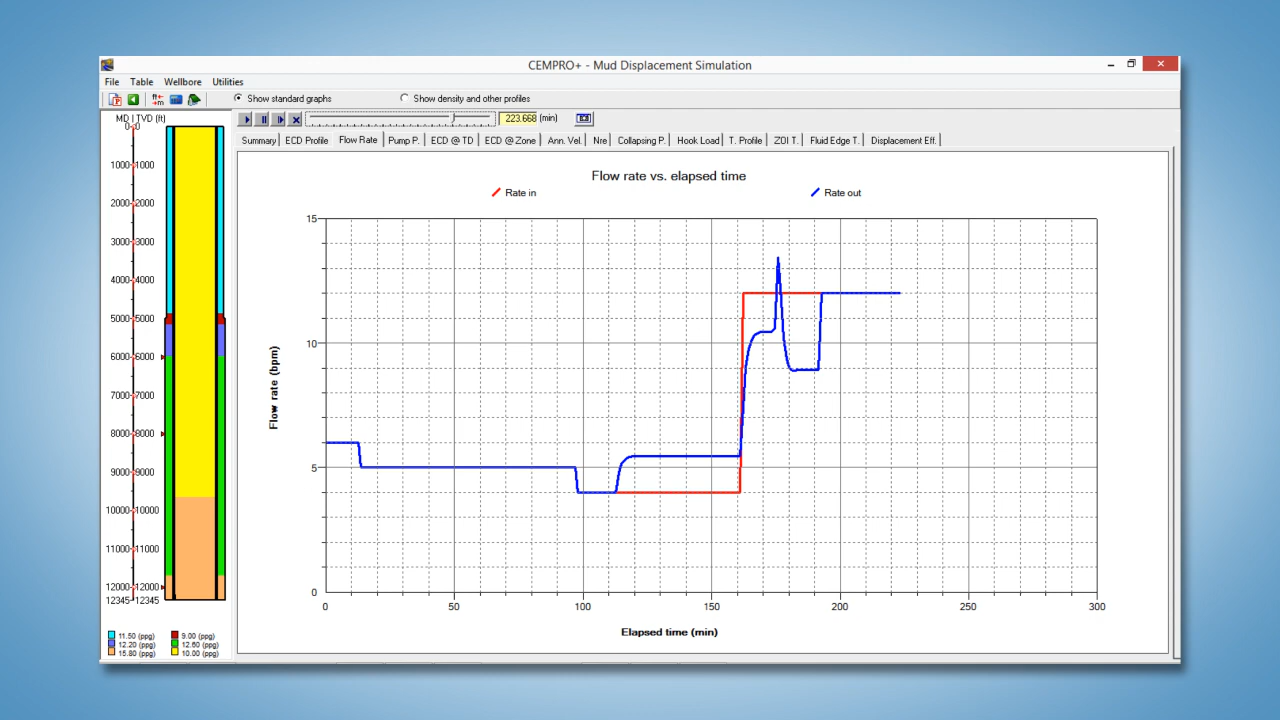 CEMPRO+ - Mud Displacement Simulation
File Table Wellbore Utilities
Show standard graphs Show density and other profiles
MD | TVD (ft) 223.668 (min)
Summary ECD Profile Flow Rate Pump P. ECD @ TD ECD @ Zone Ann. Vel. Nre Collapsing P. Hook Load T. Profile ZOI T. Fluid Edge T. Displacement Eff.
Flow rate vs. elapsed time
Rate in Rate out
0 0
1000 1000
2000 2000
3000 3000
4000 4000
5000 5000
6000 6000
7000 7000
8000 8000
9000 9000
10000 10000
11000 11000
12000 12000
12345 12345
11.50 (ppg) 9.00 (ppg)
12.20 (ppg) 12.60 (ppg)
15.80 (ppg) 10.00 (ppg)
Flow rate (bpm)
15
10
5
0
0 50 100 150 200 250 300
Elapsed time (min)